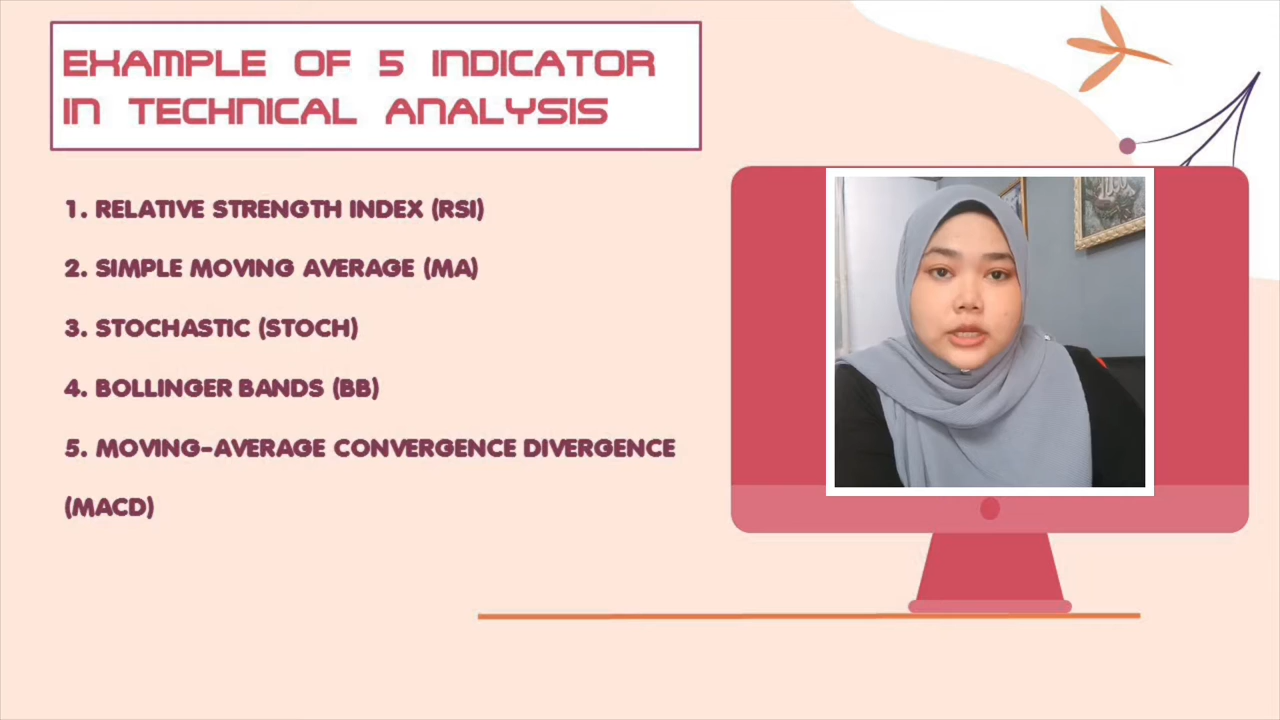 EXAMPLE OF 5 INDICATOR
IN TECHNICAL ANALYSIS
1. RELATIVE STRENGTH INDEX (RSI)
2. SIMPLE MOVING AVERAGE (MA)
3. STOCHASTIC (STOCH)
4. BOLLINGER BANDS (BB)
5. MOVING-AVERAGE CONVERGENCE DIVERGENCE
(MACD)